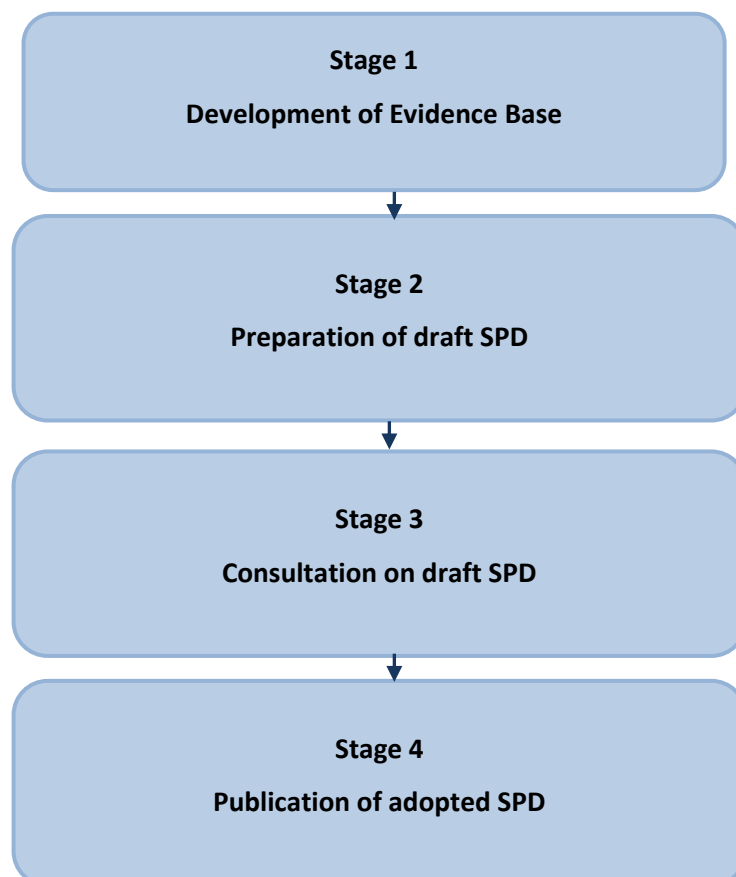 Stage 1
Development of Evidence Base
Stage 2
Preparation of draft SPD
Stage 3
Consultation on draft SPD
Stage 4
Publication of adopted SPD